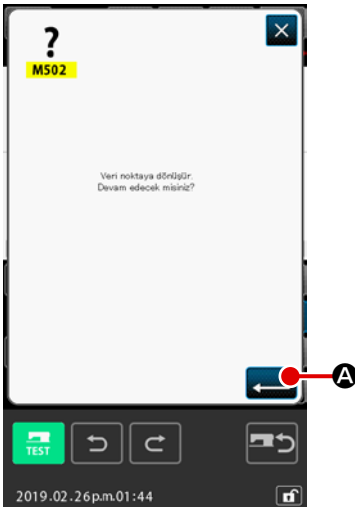 ?
M502
Veri noktaya dönüşür.
Devam edecek misiniz?
A
TEST
2019.02.26p.m.01:44